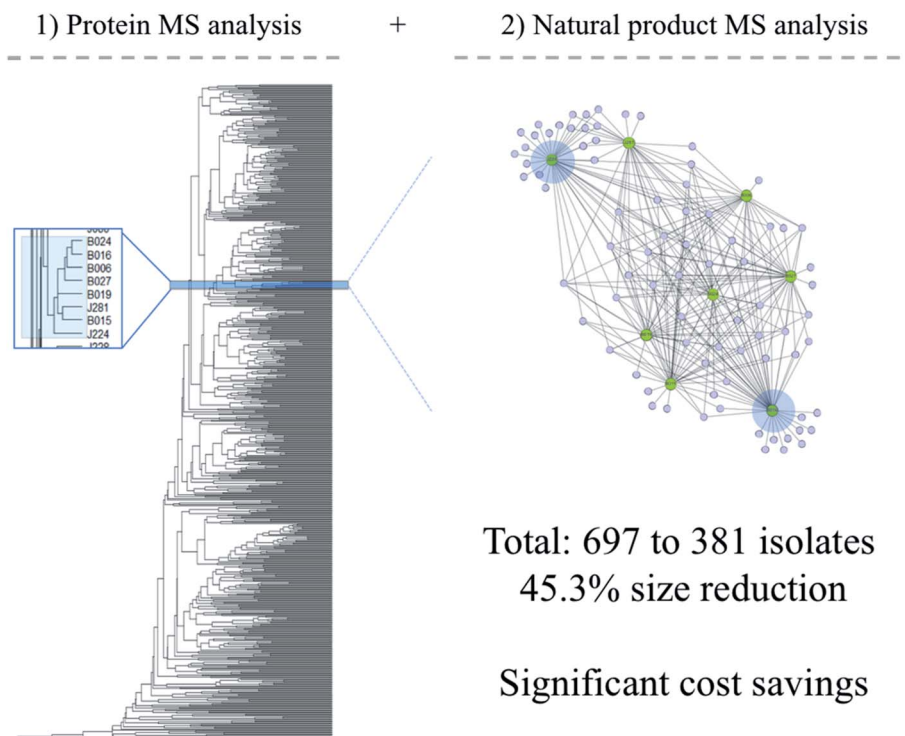 1) Protein MS analysis
+
2) Natural product MS analysis
B024
B016
B006
B027
B019
J281
B015
J224
Total: 697 to 381 isolates
45.3% size reduction
Significant cost savings